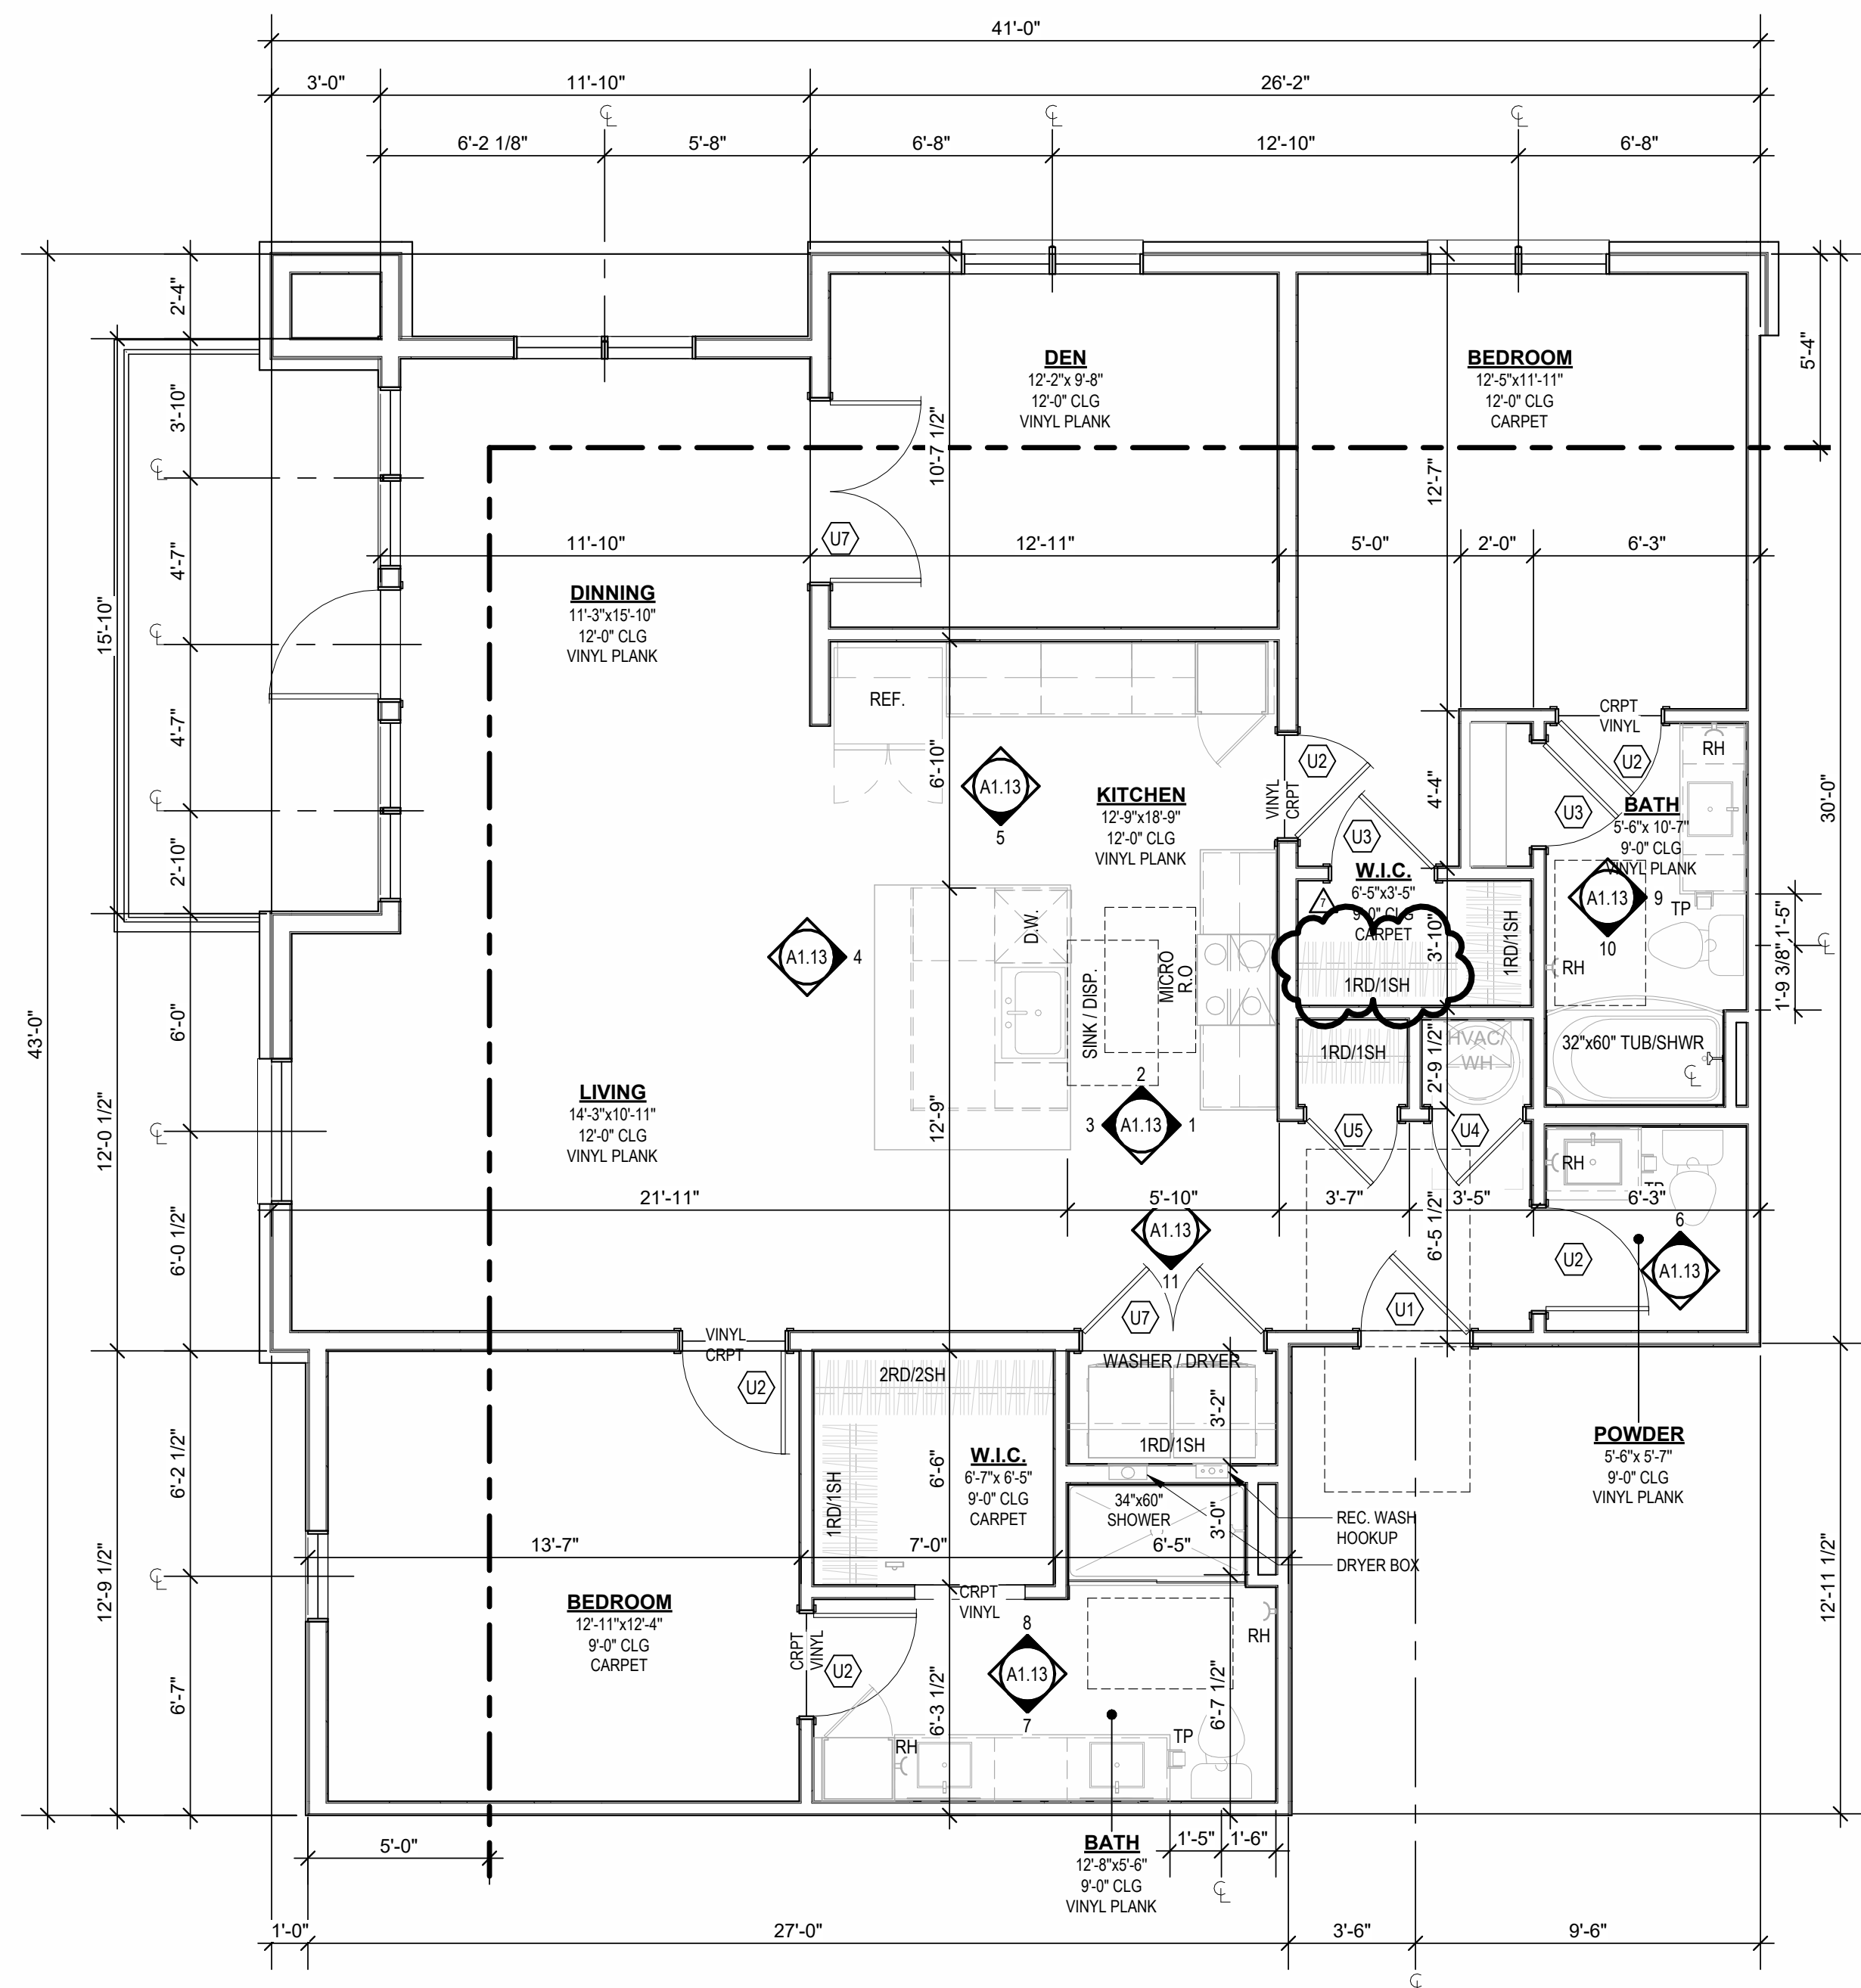 41'-0"
3'-0"
11'-10"
26'-2"
6'-2 1/8"
5'-8"
6'-8"
12'-10"
6'-8"
2'-4"
3'-10"
4'-7"
4'-7"
2'-10"
6'-0"
6'-0 1/2"
6'-2 1/2"
6'-7"
15'-10"
12'-0 1/2"
12'-9 1/2"
43'-0"
5'-4"
30'-0"
12'-11 1/2"
1'-5"
1'-9 3/8"
DEN
12'-2"x 9'-8"
12'-0" CLG
VINYL PLANK
BEDROOM
12'-5"x11'-11"
12'-0" CLG
CARPET
10'-7 1/2"
12'-7"
U7
11'-10"
12'-11"
5'-0"
2'-0"
6'-3"
DINNING
11'-3"x15'-10"
12'-0" CLG
VINYL PLANK
REF.
6'-10"
A1.13
5
KITCHEN
12'-9"x18'-9"
12'-0" CLG
VINYL PLANK
VINYL
CRPT
U2
U3
4'-4"
CRPT
VINYL
U2
U3
RH
BATH
5'-6"x 10'-7"
9'-0" CLG
VINYL PLANK
A1.13
9
10
TP
RH
32"x60" TUB/SHWR
W.I.C.
6'-5"x3'-5"
9'-0" CLG
CARPET
7
3'-10"
1RD/1SH
1RD/1SH
A1.13
4
D.W.
SINK / DISP.
MICRO
R.O
1RD/1SH
2'-9 1/2"
HVAC/
WH
LIVING
14'-3"x10'-11"
12'-0" CLG
VINYL PLANK
12'-9"
2
3
A1.13
1
U5
U4
RH
TP
21'-11"
5'-10"
3'-7"
3'-5"
6'-3"
6'-5 1/2"
A1.13
11
U7
U1
U2
6
A1.13
VINYL
CRPT
U2
2RD/2SH
1RD/1SH
W.I.C.
6'-7"x 6'-5"
9'-0" CLG
CARPET
6'-6"
WASHER / DRYER
3'-2"
1RD/1SH
34"x60"
SHOWER
3'-0"
REC. WASH
HOOKUP
DRYER BOX
POWDER
5'-6"x 5'-7"
9'-0" CLG
VINYL PLANK
13'-7"
7'-0"
6'-5"
BEDROOM
12'-11"x12'-4"
9'-0" CLG
CARPET
CRPT
VINYL
CRPT
VINYL
U2
8
A1.13
7
6'-3 1/2"
6'-7 1/2"
RH
RH
TP
BATH
12'-8"x5'-6"
9'-0" CLG
VINYL PLANK
5'-0"
1'-5"
1'-6"
1'-0"
27'-0"
3'-6"
9'-6"